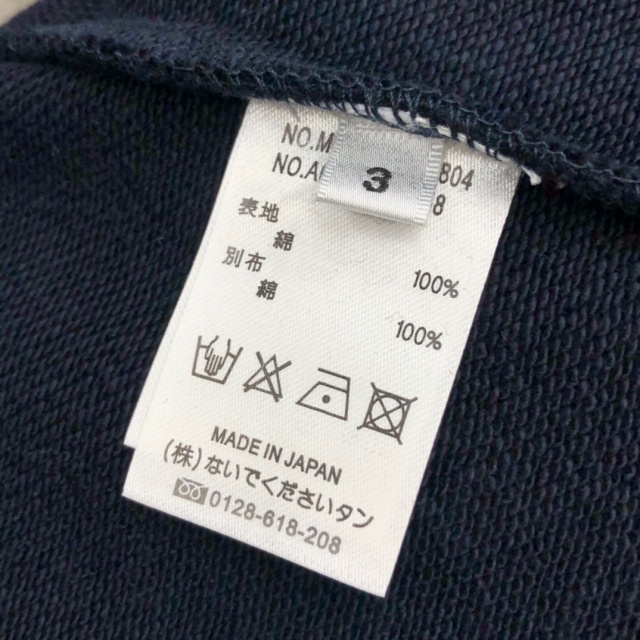 3
NO.M 804
NO.A 8
表地
綿 100%
別布
綿 100%
MADE IN JAPAN
(株)ないでくださいタン
0128-618-208